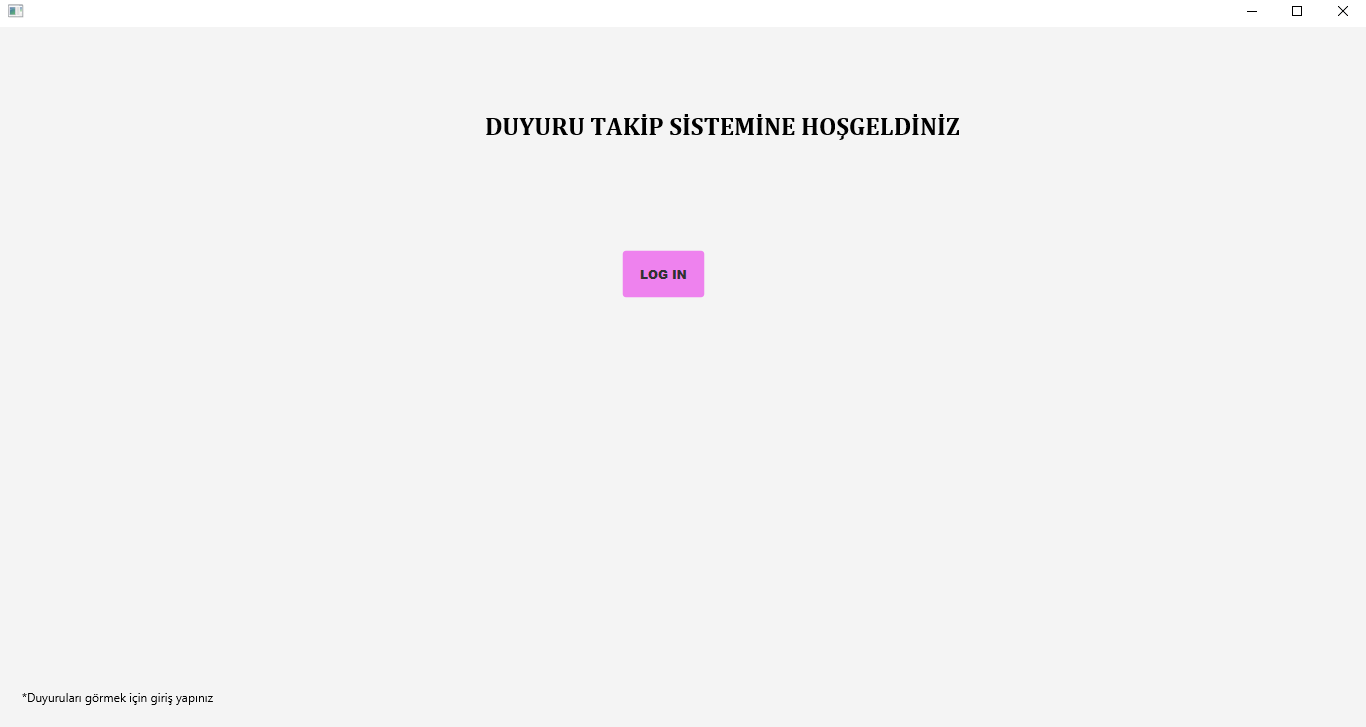 DUYURU TAKİP SİSTEMİNE HOŞGELDİNİZ
LOG IN
*Duyuruları görmek için giriş yapınız